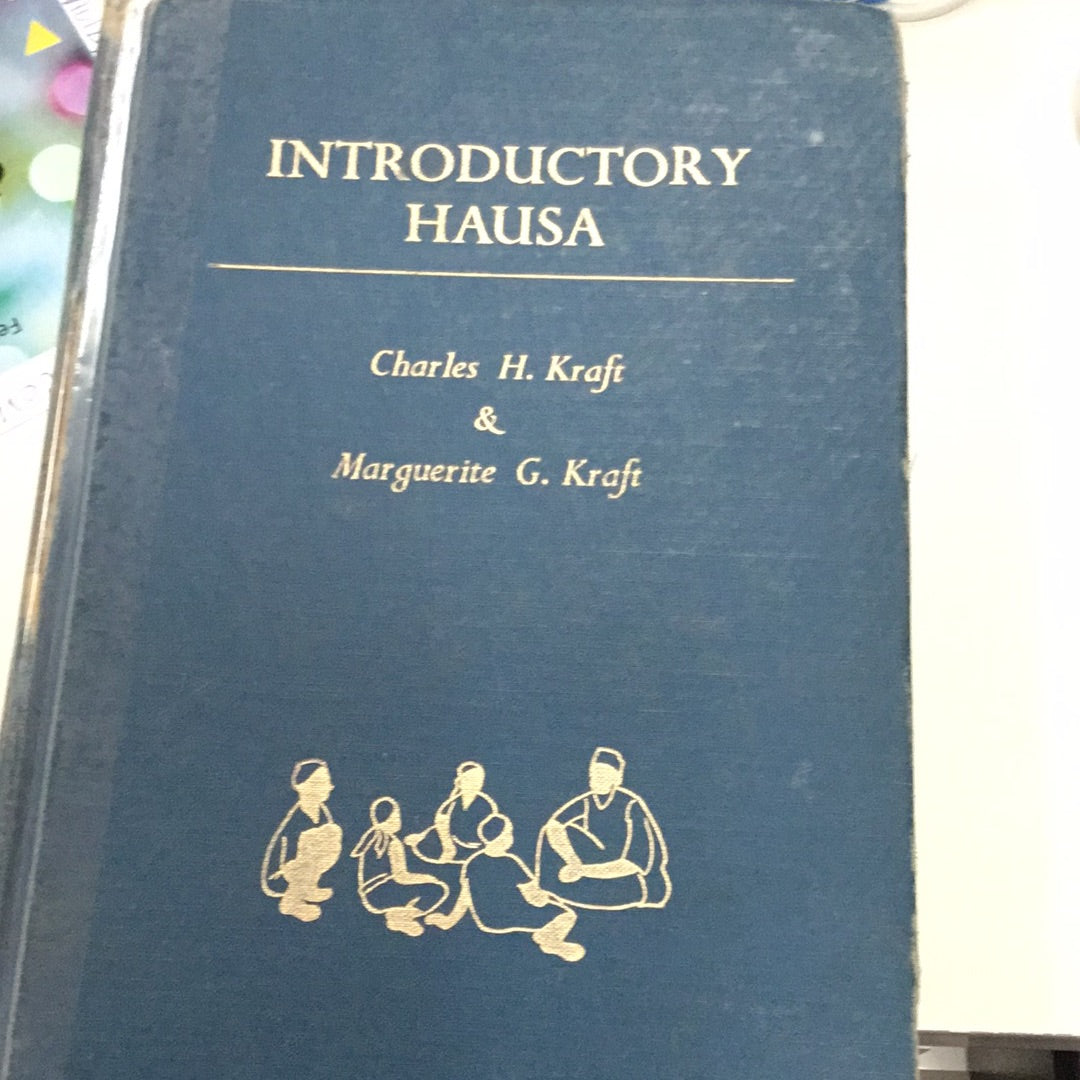 INTRODUCTORY
HAUSA
Charles H. Kraft
&
Marguerite G. Kraft